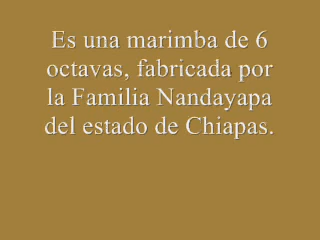 Es una marimba de 6
octavas, fabricada por
la Familia Nandayapa
del estado de Chiapas.